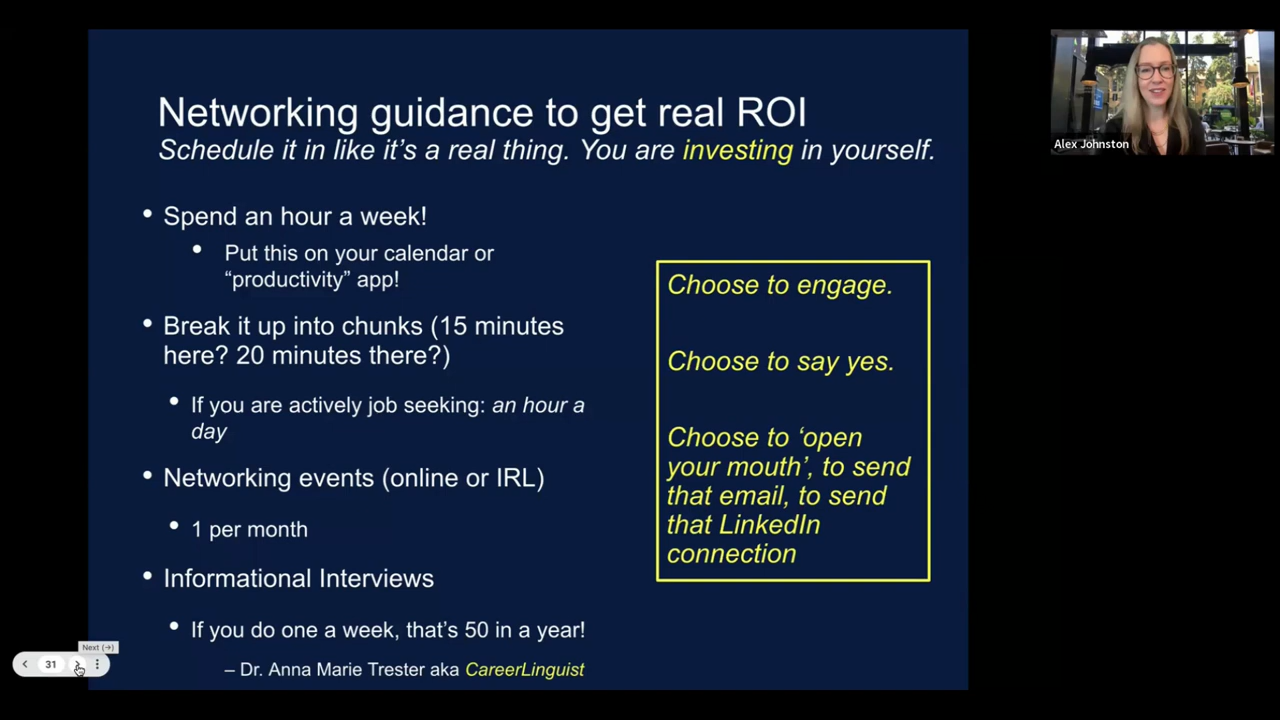 Networking guidance to get real ROI
Schedule it in like it's a real thing. You are investing in yourself.
• Spend an hour a week!
• Put this on your calendar or
“productivity” app!
• Break it up into chunks (15 minutes
here? 20 minutes there?)
• If you are actively job seeking: an hour a
day
• Networking events (online or IRL)
• 1 per month
• Informational Interviews
• If you do one a week, that's 50 in a year!
– Dr. Anna Marie Trester aka CareerLinguist
Choose to engage.
Choose to say yes.
Choose to ‘open
your mouth’, to send
that email, to send
that LinkedIn
connection
Alex Johnston
Next (→)
31